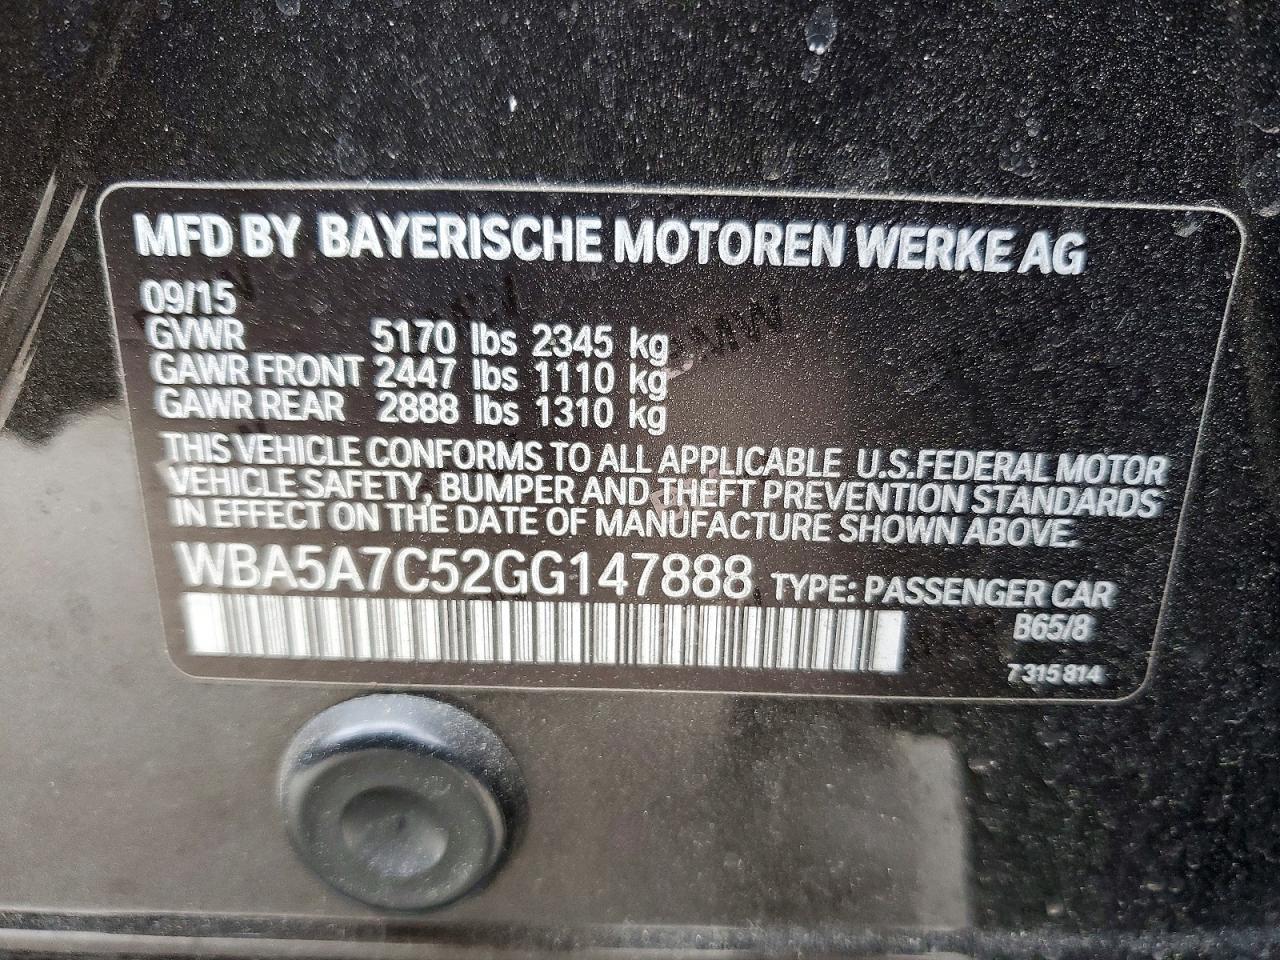 MFD BY BAYERISCHE MOTOREN WERKE AG
09/15
GVWR 5170 lbs 2345 kg
GAWR FRONT 2447 lbs 1110 kg
GAWR REAR 2888 lbs 1310 kg
THIS VEHICLE CONFORMS TO ALL APPLICABLE U.S.FEDERAL MOTOR
VEHICLE SAFETY, BUMPER AND THEFT PREVENTION STANDARDS
IN EFFECT ON THE DATE OF MANUFACTURE SHOWN ABOVE.
WBA5A7C52GG147888 TYPE: PASSENGER CAR
B65/8
7 315 814